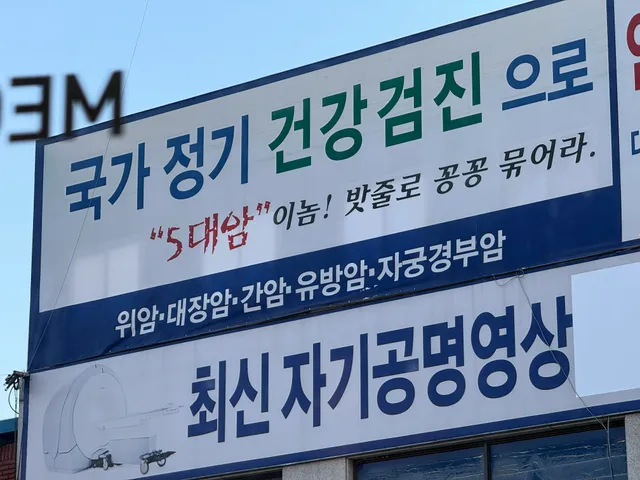 국가 정기 건강검진 으로
"5대암" 이놈! 밧줄로 꽁꽁 묶어라.
위암·대장암·간암·유방암·자궁경부암
최신 자기공명영상